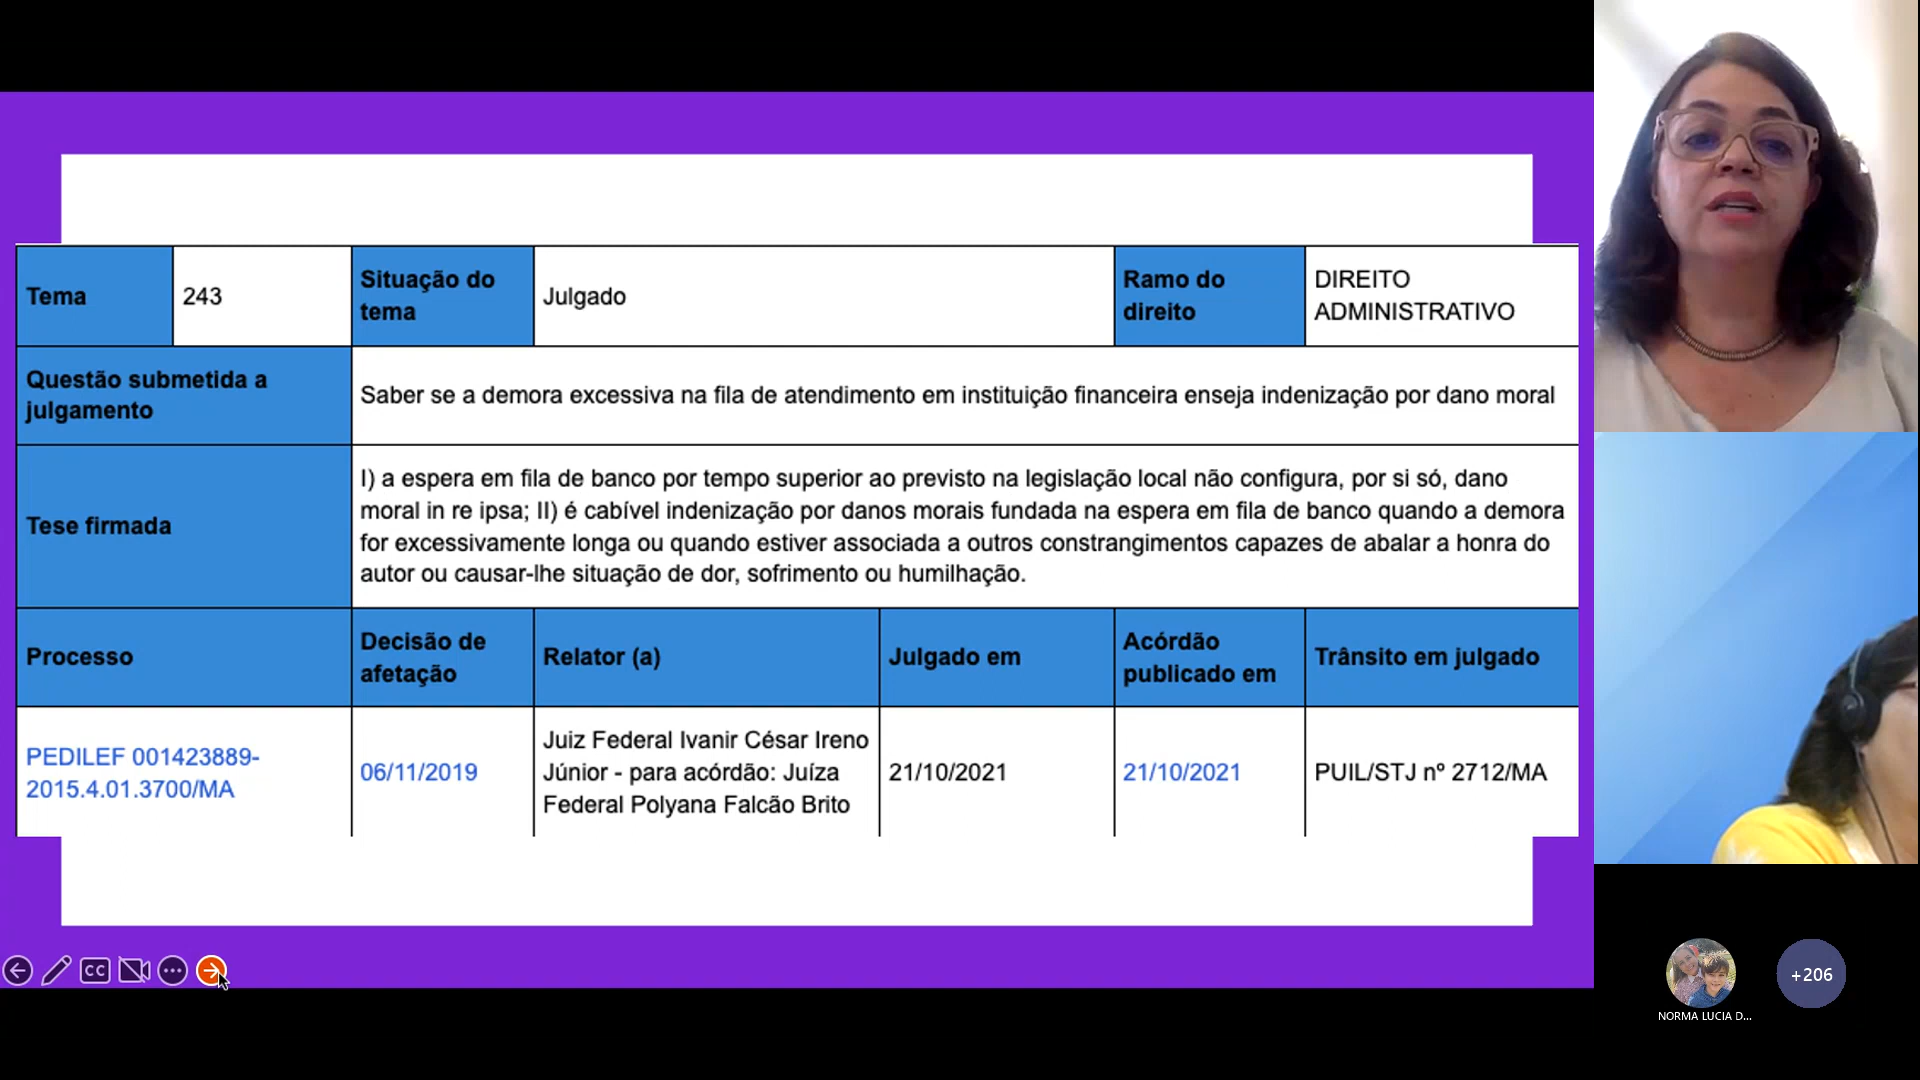 Tema
243
Situação do
tema
Julgado
Ramo do
direito
DIREITO
ADMINISTRATIVO
Questão submetida a
julgamento
Saber se a demora excessiva na fila de atendimento em instituição financeira enseja indenização por dano moral
Tese firmada
I) a espera em fila de banco por tempo superior ao previsto na legislação local não configura, por si só, dano
moral in re ipsa; II) é cabível indenização por danos morais fundada na espera em fila de banco quando a demora
for excessivamente longa ou quando estiver associada a outros constrangimentos capazes de abalar a honra do
autor ou causar-lhe situação de dor, sofrimento ou humilhação.
Processo
Decisão de
afetação
Relator (a)
Julgado em
Acórdão
publicado em
Trânsito em julgado
PEDILEF 001423889-
2015.4.01.3700/MA
06/11/2019
Juiz Federal Ivanir César Ireno
Júnior - para acórdão: Juíza
Federal Polyana Falcão Brito
21/10/2021
21/10/2021
PUIL/STJ nº 2712/MA
CC
+206
NORMA LUCIA D...